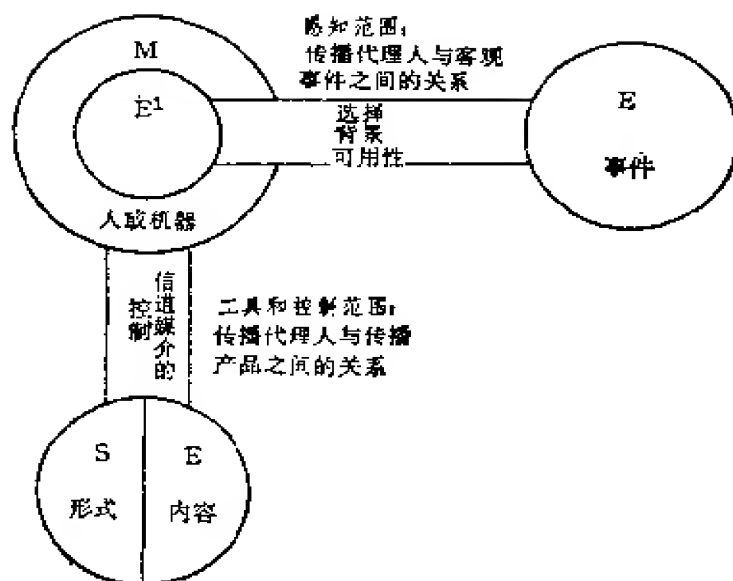 M
E¹
人或机器
感知范围：
传播代理人与客观
事件之间的关系
选择
背景
可用性
E
事件
信道媒介的
控制
工具和控制范围：
传播代理人与传播
产品之间的关系
S
形式
E
内容